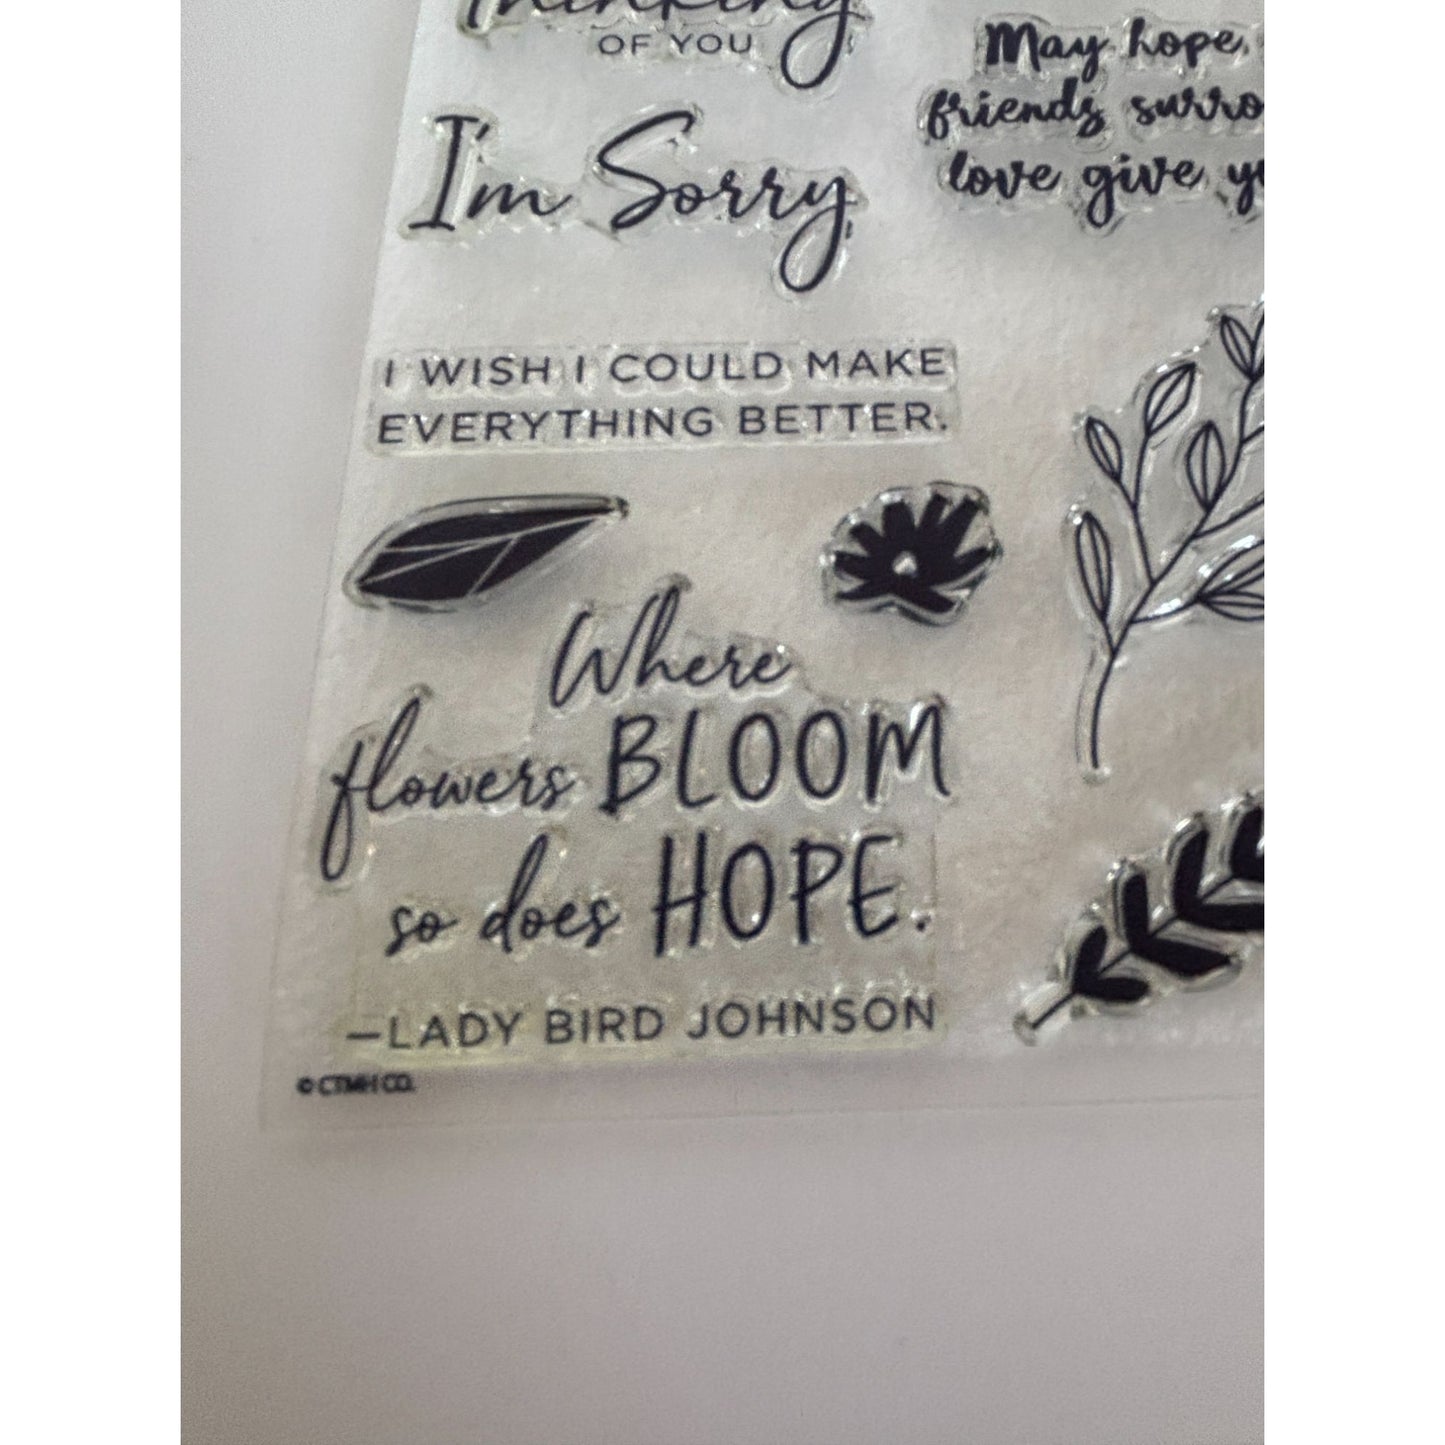 Thinking
OF YOU
I'm Sorry
I WISH I COULD MAKE
EVERYTHING BETTER.
Where
flowers BLOOM
so does HOPE.
—LADY BIRD JOHNSON
© CTMH CO.
May hope,
friends
love give